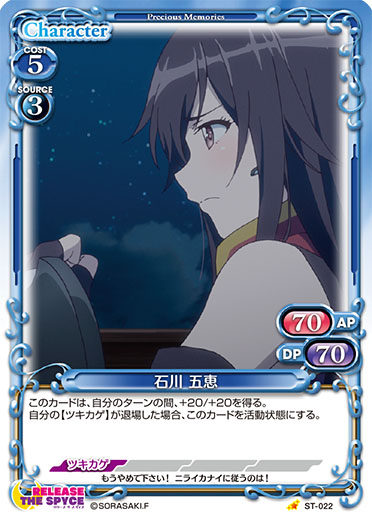 Precious Memories
Character
COST
5
SOURCE
3
70 AP
DP 70
石川 五恵
このカードは、自分のターンの間、+20/+20を得る。
自分の【ツキカゲ】が退場した場合、このカードを活動状態にする。
ツキカゲ
もうやめて下さい! ニライカナイに従うのは!
RELEASE
THE SPYCE
©SORASAKI.F
ST-022